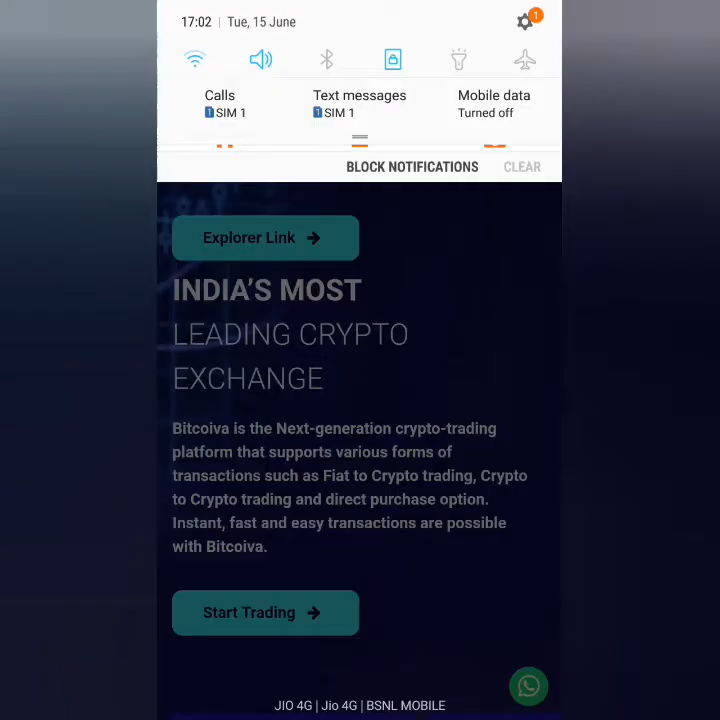 17:02 | Tue, 15 June
1
Calls
Text messages
Mobile data
1 SIM 1
1 SIM 1
Turned off
BLOCK NOTIFICATIONS
CLEAR
Explorer Link
INDIA'S MOST
LEADING CRYPTO
EXCHANGE
Bitcoiva is the Next-generation crypto-trading
platform that supports various forms of
transactions such as Fiat to Crypto trading, Crypto
to Crypto trading and direct purchase option.
Instant, fast and easy transactions are possible
with Bitcoiva.
Start Trading
JIO 4G | Jio 4G | BSNL MOBILE